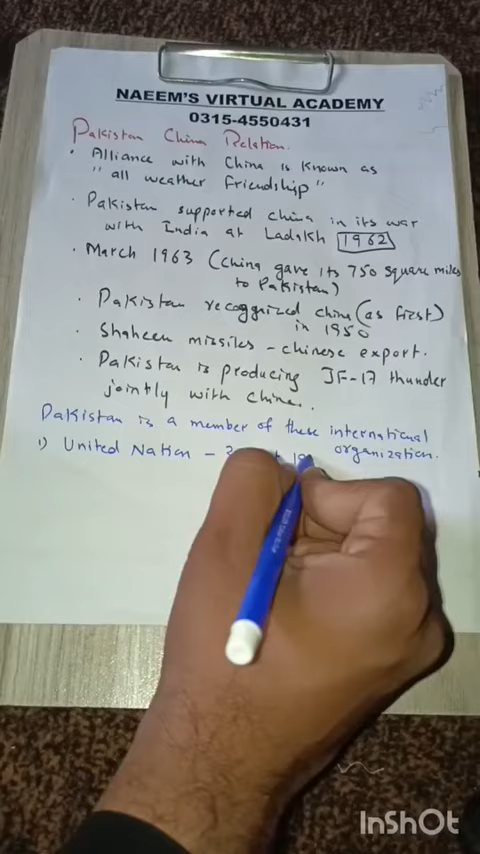 NAEEM'S VIRTUAL ACADEMY
0315-4550431
Pakistan China Relation.
· Alliance with China is known as
" all weather friendship "
· Pakistan supported china in its war
with India at Ladakh 1962
· March 1963 (China gave its 750 square miles
to Pakistan)
· Pakistan recognized china (as first)
in 1950
· Shaheen missiles - chinese export.
· Pakistan is producing JF-17 thunder
jointly with China.
Pakistan is a member of these international
organization.
1) United Nation -
InShOt